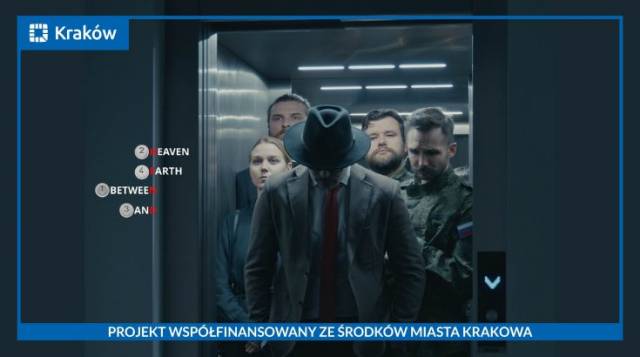 Kraków
2 HEAVEN
4 EARTH
1 BETWEEN
3 AND
PROJEKT WSPÓŁFINANSOWANY ZE ŚRODKÓW MIASTA KRAKOWA